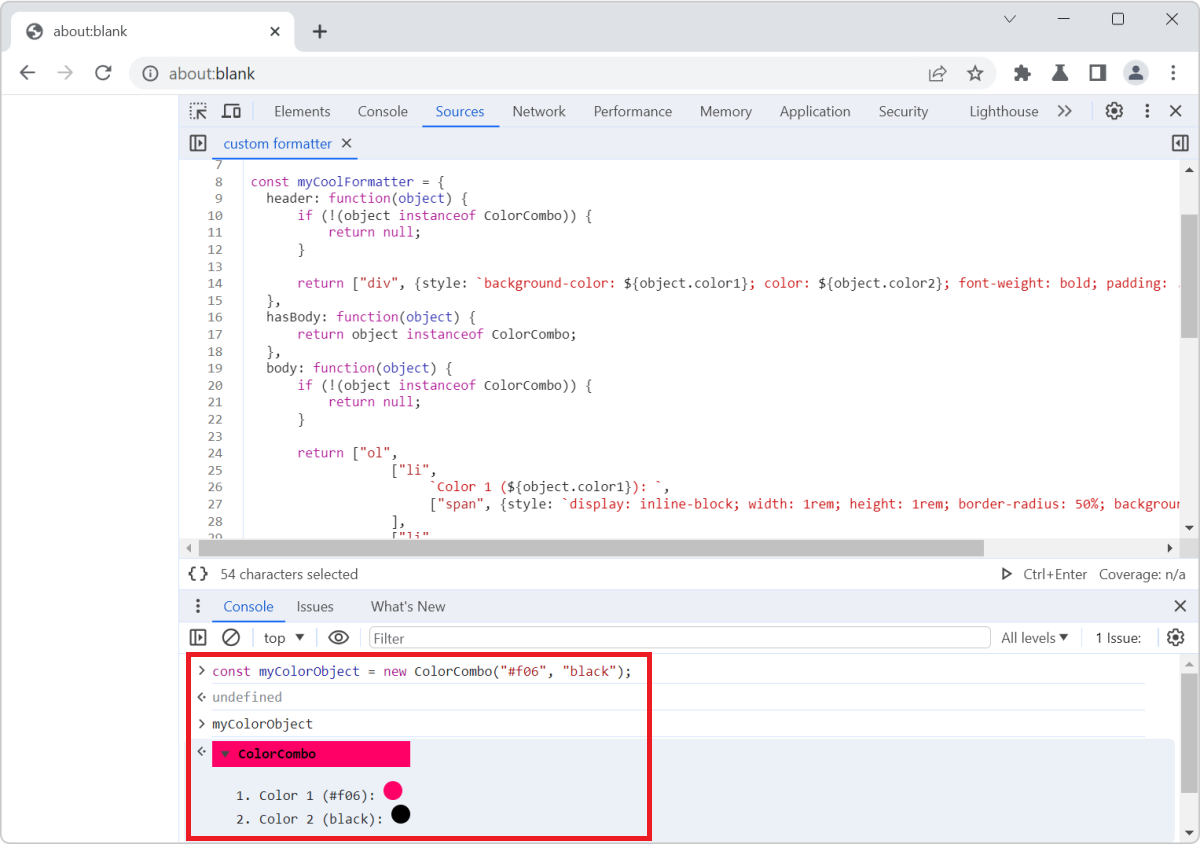 about:blank
about:blank
Elements Console Sources Network Performance Memory Application Security Lighthouse
custom formatter
7
8 const myCoolFormatter = {
9 header: function(object) {
10 if (!(object instanceof ColorCombo)) {
11 return null;
12 }
13
14 return ["div", {style: `background-color: ${object.color1}; color: ${object.color2}; font-weight: bold; padding:
15 },
16 hasBody: function(object) {
17 return object instanceof ColorCombo;
18 },
19 body: function(object) {
20 if (!(object instanceof ColorCombo)) {
21 return null;
22 }
23
24 return ["ol",
25 ["li",
26 `Color 1 (${object.color1}): `,
27 ["span", {style: `display: inline-block; width: 1rem; height: 1rem; border-radius: 50%; backgroun
28 ],
29 ["li"
{} 54 characters selected Ctrl+Enter Coverage: n/a
Console Issues What's New
top Filter All levels 1 Issue:
> const myColorObject = new ColorCombo("#f06", "black");
undefined
> myColorObject
ColorCombo
1. Color 1 (#f06):
2. Color 2 (black):